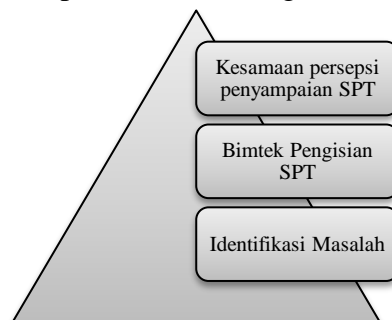 Kesamaan persepsi
penyampaian SPT
Bimtek Pengisian
SPT
Identifikasi Masalah